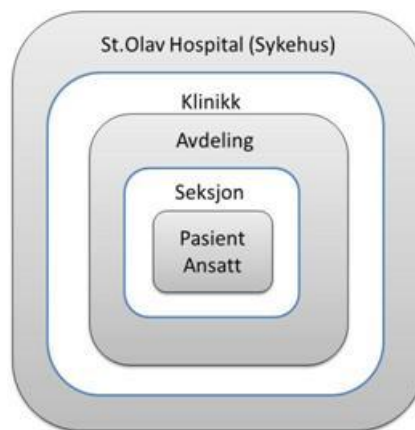 St.Olav Hospital (Sykehus)
Klinikk
Avdeling
Seksjon
Pasient
Ansatt